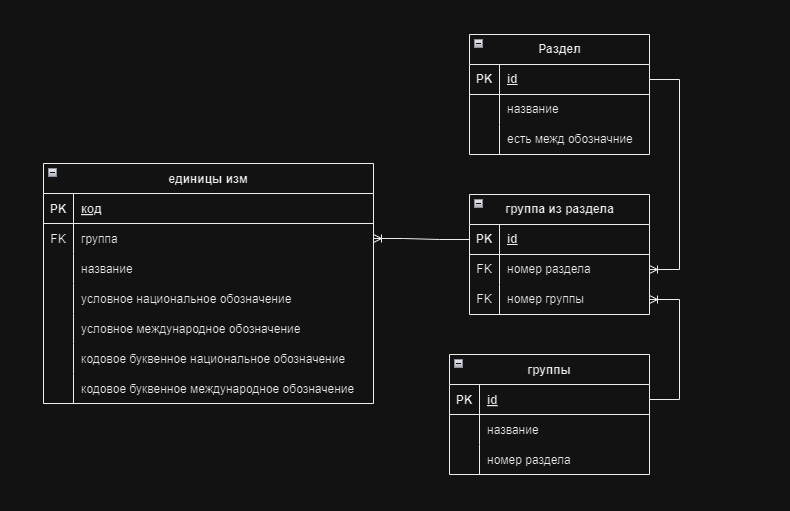 Раздел
PK id
название
есть межд обозначние
единицы изм
PK код
FK группа
название
условное национальное обозначение
условное международное обозначение
кодовое буквенное национальное обозначение
кодовое буквенное международное обозначение
группа из раздела
PK id
FK номер раздела
FK номер группы
группы
PK id
название
номер раздела